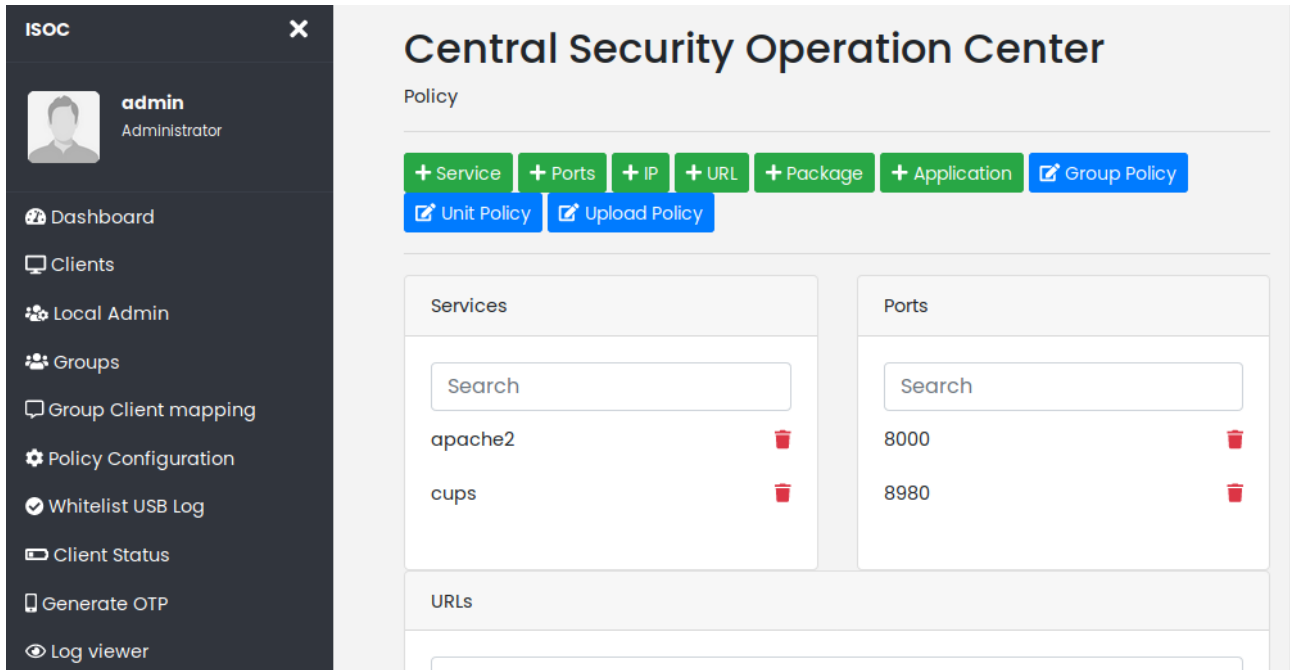 ISOC
admin
Administrator
Dashboard
Clients
Local Admin
Groups
Group Client mapping
Policy Configuration
Whitelist USB Log
Client Status
Generate OTP
Log viewer
Central Security Operation Center
Policy
Service Ports IP URL Package Application Group Policy
Unit Policy Upload Policy
Services
Search
apache2
cups
Ports
Search
8000
8980
URLs